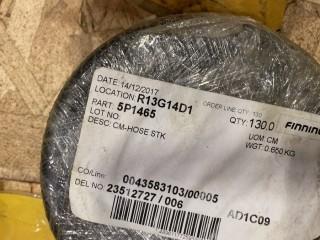 DATE: 14/12/2017
LOCATION: R13G14D1
ORDER LINE QTY: 130
PART: 5P1465
QTY: 130.0
FINNING
LOT NO:
UOM: CM
DESC: CM-HOSE STK
WGT: 0.650 KG
CO/Line: 0043583103/00005
DEL NO: 23512727 / 006
AD1C09